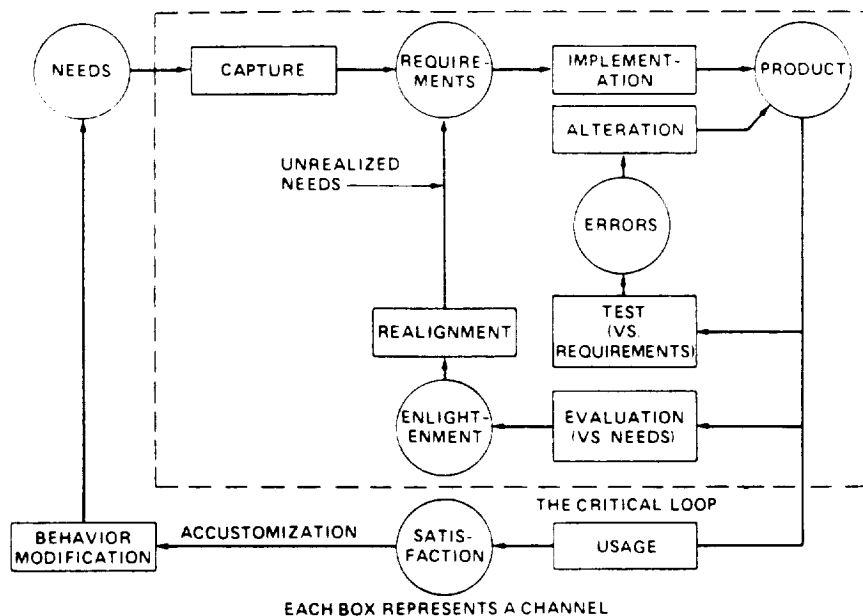 NEEDS
CAPTURE
REQUIRE-
MENTS
IMPLEMENT-
ATION
PRODUCT
ALTERATION
UNREALIZED
NEEDS
ERRORS
REALIGNMENT
TEST
(VS.
REQUIREMENTS)
ENLIGHT-
ENMENT
EVALUATION
(VS NEEDS)
THE CRITICAL LOOP
BEHAVIOR
MODIFICATION
ACCUSTOMIZATION
SATIS-
FACTION
USAGE
EACH BOX REPRESENTS A CHANNEL